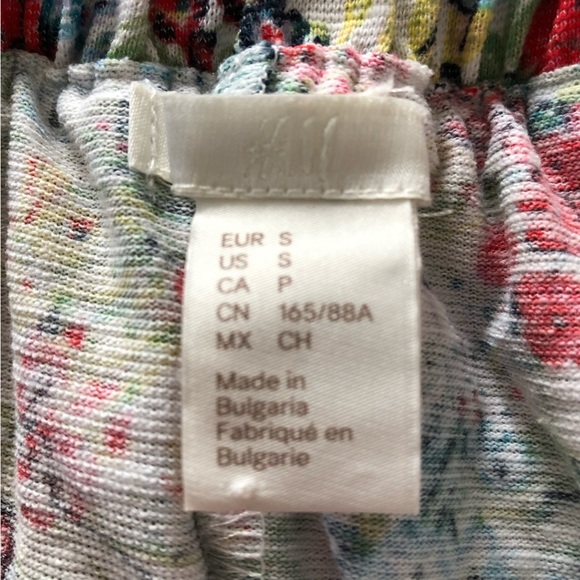 H&M
EUR S
US S
CA P
CN 165/88A
MX CH
Made in
Bulgaria
Fabriqué en
Bulgarie